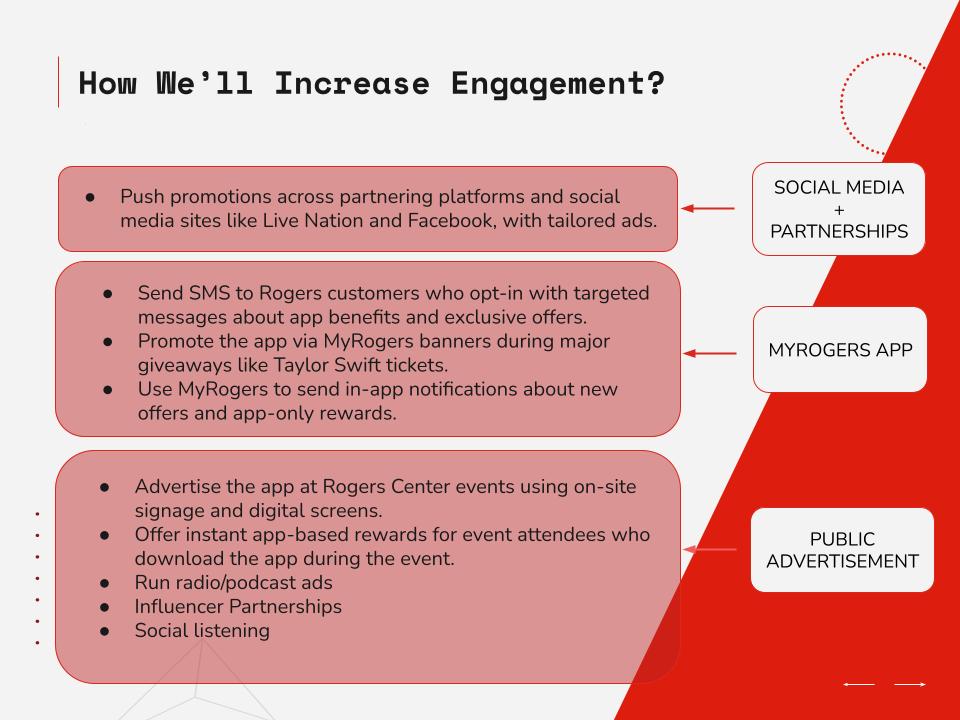 How We’ll Increase Engagement?
● Push promotions across partnering platforms and social
media sites like Live Nation and Facebook, with tailored ads.
SOCIAL MEDIA
+
PARTNERSHIPS
● Send SMS to Rogers customers who opt-in with targeted
messages about app benefits and exclusive offers.
● Promote the app via MyRogers banners during major
giveaways like Taylor Swift tickets.
● Use MyRogers to send in-app notifications about new
offers and app-only rewards.
MYROGERS APP
● Advertise the app at Rogers Center events using on-site
signage and digital screens.
● Offer instant app-based rewards for event attendees who
download the app during the event.
● Run radio/podcast ads
● Influencer Partnerships
● Social listening
PUBLIC
ADVERTISEMENT